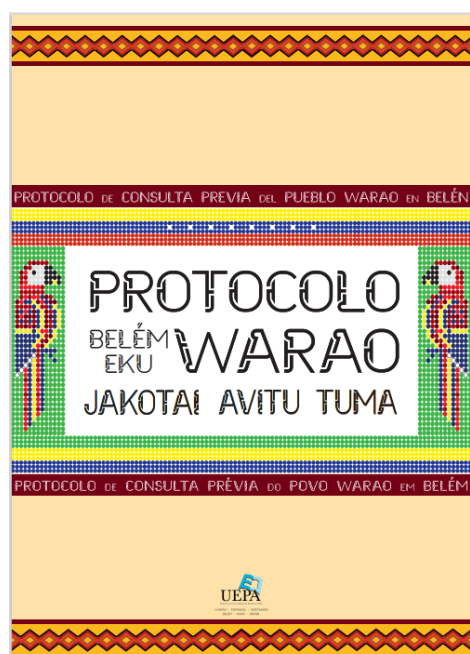 PROTOCOLO DE CONSULTA PREVIA DEL PUEBLO WARAO EN BELÉN
PROTOCOLO
BELÉM
EKU
WARAO
JAKOTAI AVITU TUMA
PROTOCOLO DE CONSULTA PRÉVIA DO POVO WARAO EM BELÉM
UEPA